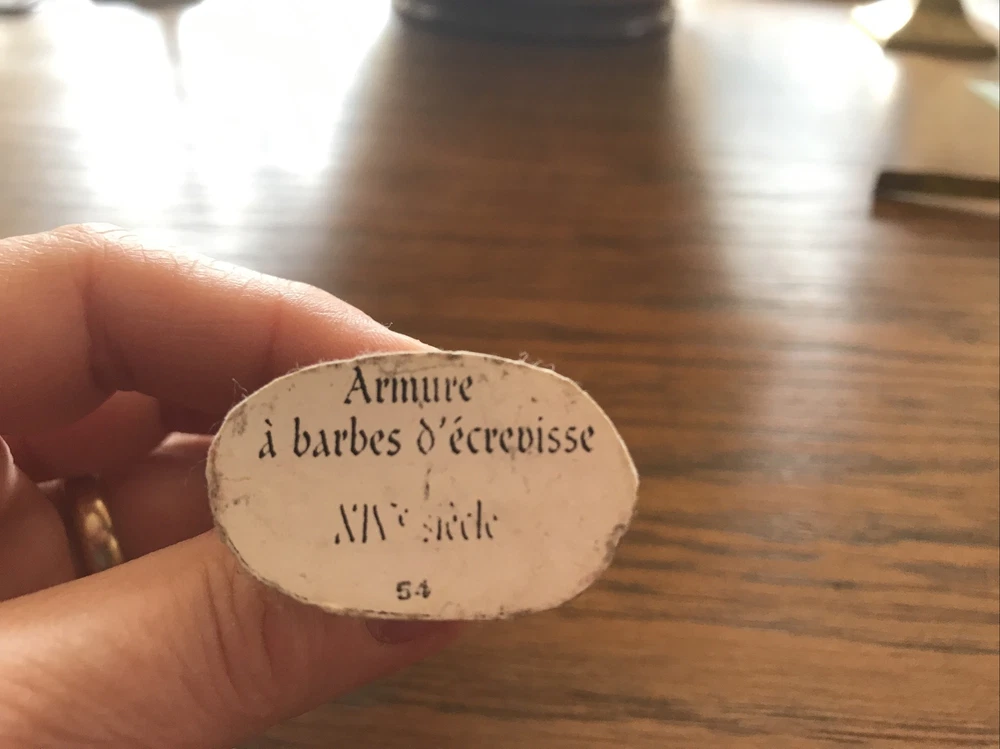 Armure
à barbes d'écrevisse
XIVe siècle
54